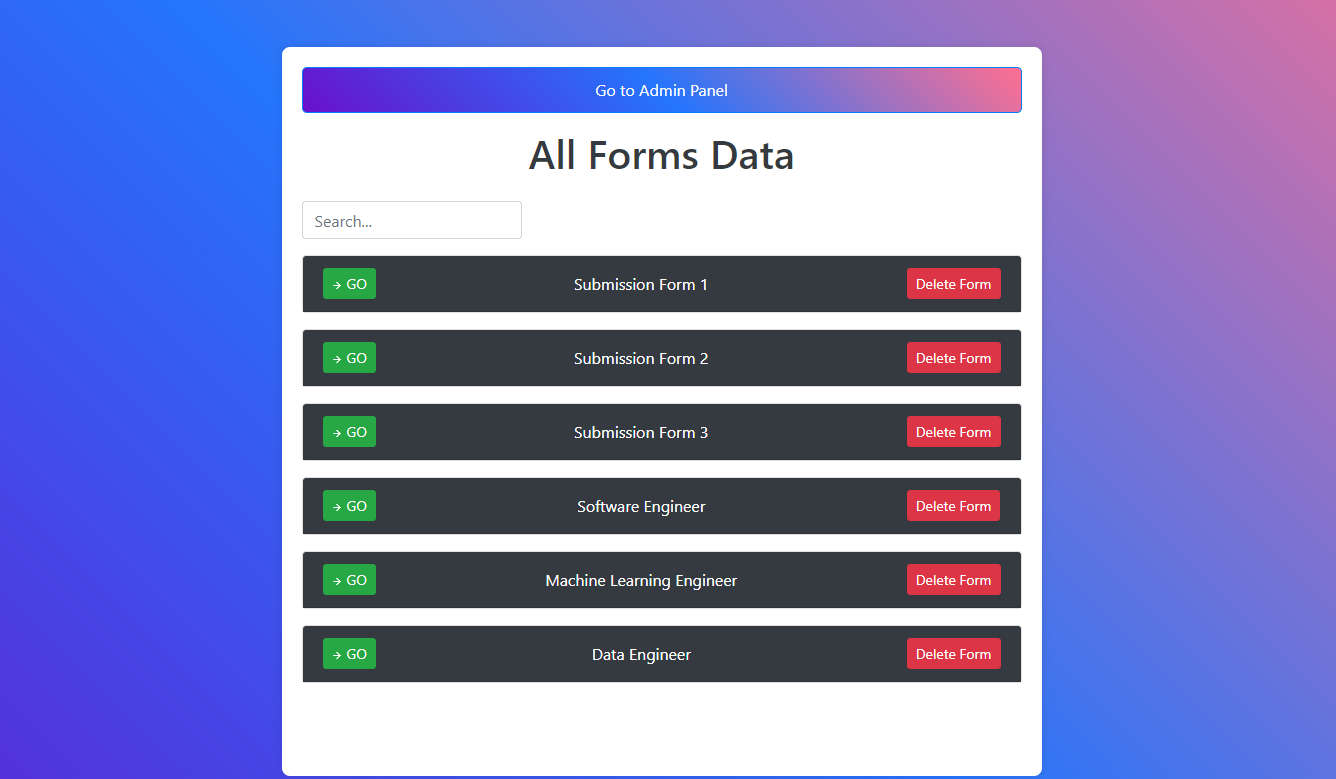 Go to Admin Panel
All Forms Data
Search...
→ GO Submission Form 1 Delete Form
→ GO Submission Form 2 Delete Form
→ GO Submission Form 3 Delete Form
→ GO Software Engineer Delete Form
→ GO Machine Learning Engineer Delete Form
→ GO Data Engineer Delete Form